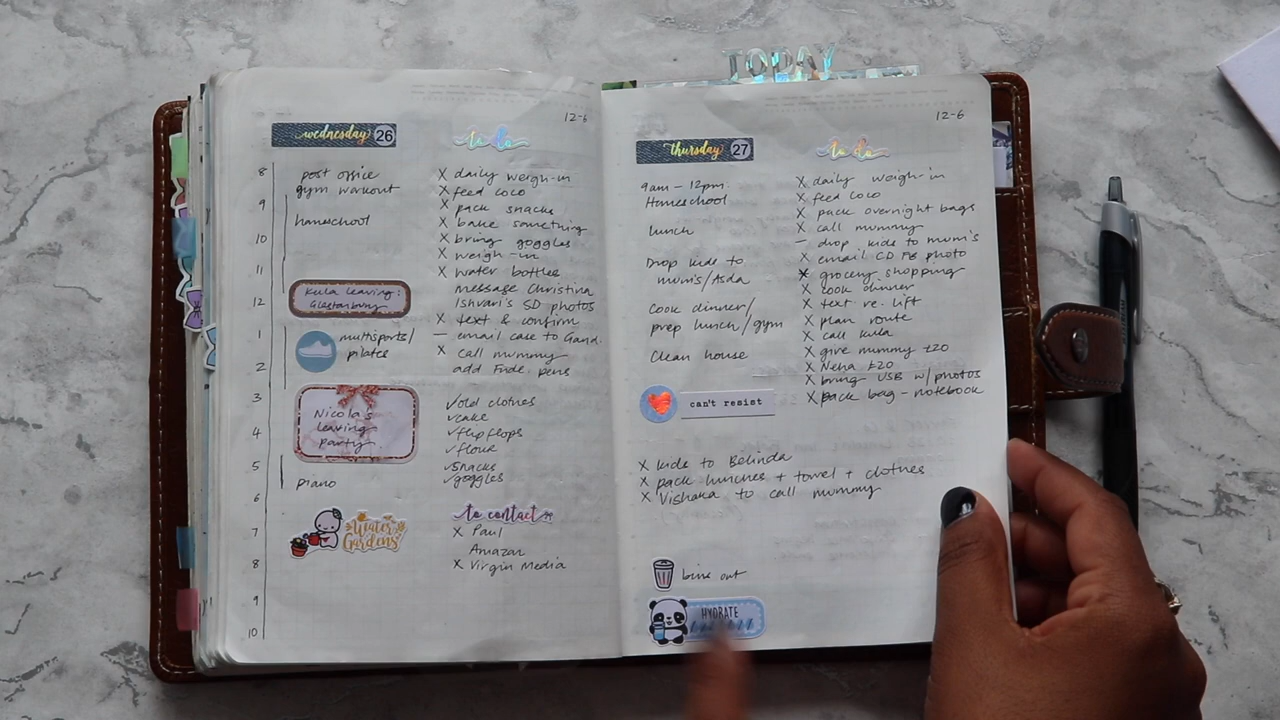 TODAY
12-6
wednesday 26
to do
8
post office
gym workout
9
homeschool
10
11
Kula leaving:
Glastonbury
12
1
multisports/
pilates
2
3
Nicola's
leaving
party
4
5
Piano
6
Water
Gardens
7
8
9
10
X daily weigh-in
X feed coco
X pack snacks
X bake something
X bring goggles
X weigh-in
X water bottles
message Christina
Ishvari's SD photos
X text & confirm
— email case to Gand.
X call mummy
add Fude pens
✓old clothes
✓cake
✓flipflops
✓flour
✓snacks
✓goggles
to contact
X Paul
Amazon
X Virgin Media
12-6
thursday 27
to do
9am – 12pm
Homeschool
lunch
Drop kids to
mum's/Asda
Cook dinner/
prep lunch/gym
Clean house
can't resist
X daily weigh-in
X feed coco
X pack overnight bags
X call mummy
— drop kids to mum's
X email CD FB photo
X grocery shopping
X cook dinner
X text re. lift
X plan route
X call kula
X give mummy £20
X Nena £20
X bring USB w/photos
X pack bag - notebook
X kids to Belinda
X pack lunches + towel + clothes
X Vishaka to call mummy
bins out
HYDRATE